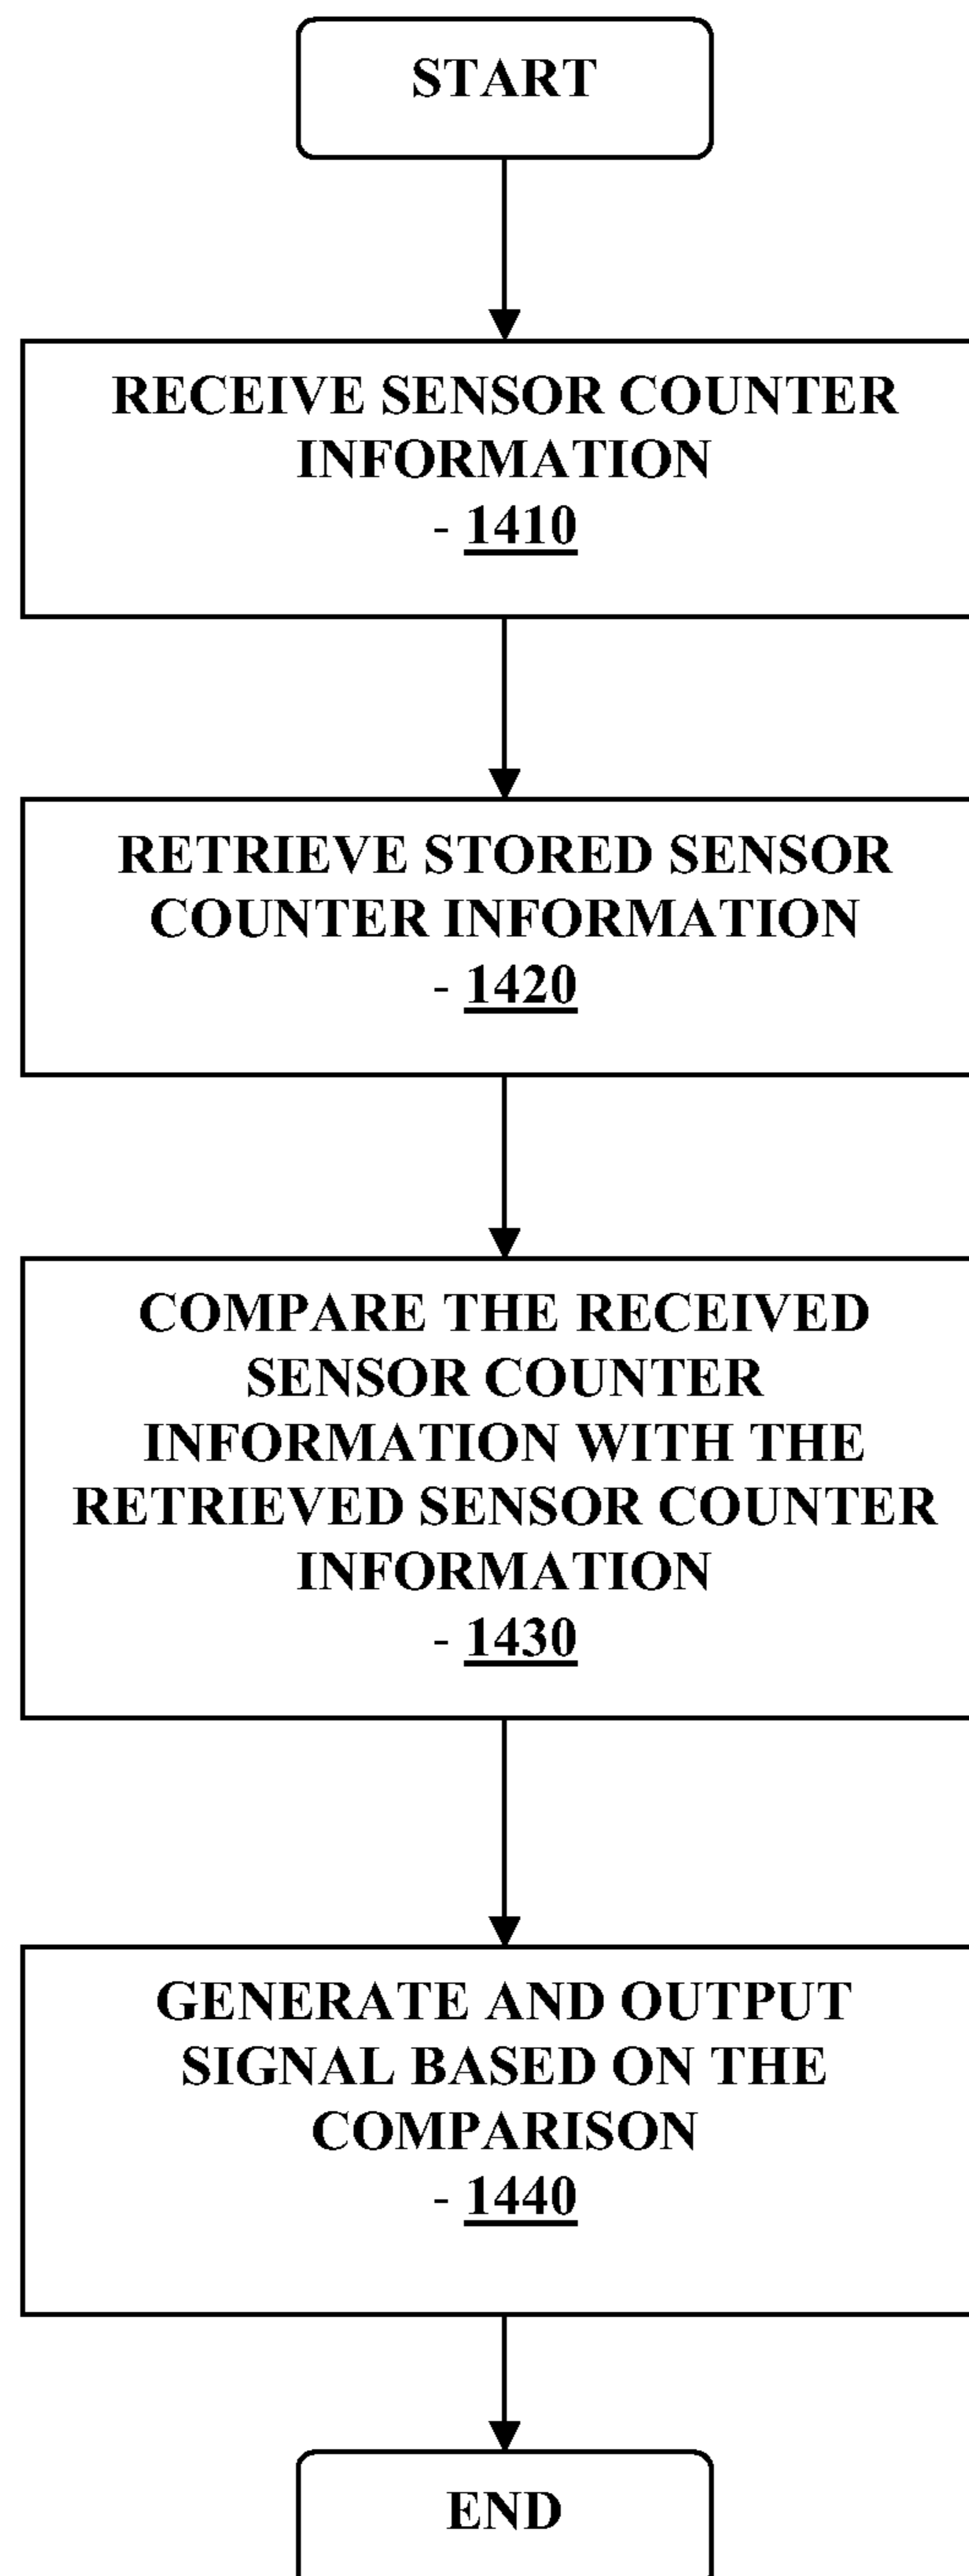 START
RECEIVE SENSOR COUNTER
INFORMATION
- 1410
RETRIEVE STORED SENSOR
COUNTER INFORMATION
- 1420
COMPARE THE RECEIVED
SENSOR COUNTER
INFORMATION WITH THE
RETRIEVED SENSOR COUNTER
INFORMATION
- 1430
GENERATE AND OUTPUT
SIGNAL BASED ON THE
COMPARISON
- 1440
END